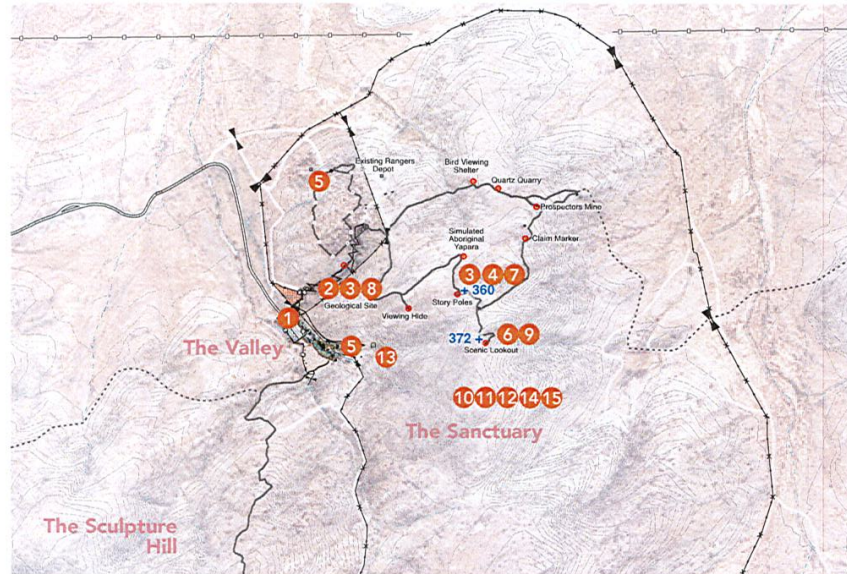 Existing Rangers
Depot
Bird Viewing
Shelter
Quartz Quarry
5
Prospectors Mine
Simulated
Aboriginal
Yapara
Claim Marker
3 4 7
2 3 8
+ 360
Story Poles
Geological Site
Viewing Hide
1
372 +
6 9
Scenic Lookout
The Valley
5
13
10 11 12 14 15
The Sanctuary
The Sculpture
Hill